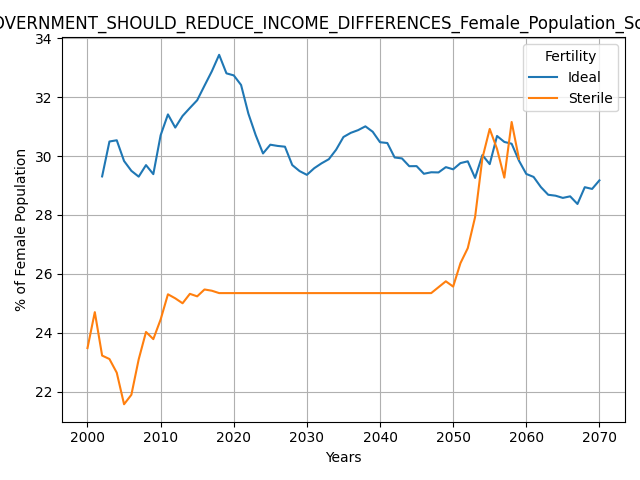 OVERNMENT_SHOULD_REDUCE_INCOME_DIFFERENCES_Female_Population_Sc
Fertility
Ideal
Sterile
34
32
30
28
26
24
22
% of Female Population
2000 2010 2020 2030 2040 2050 2060 2070
Years